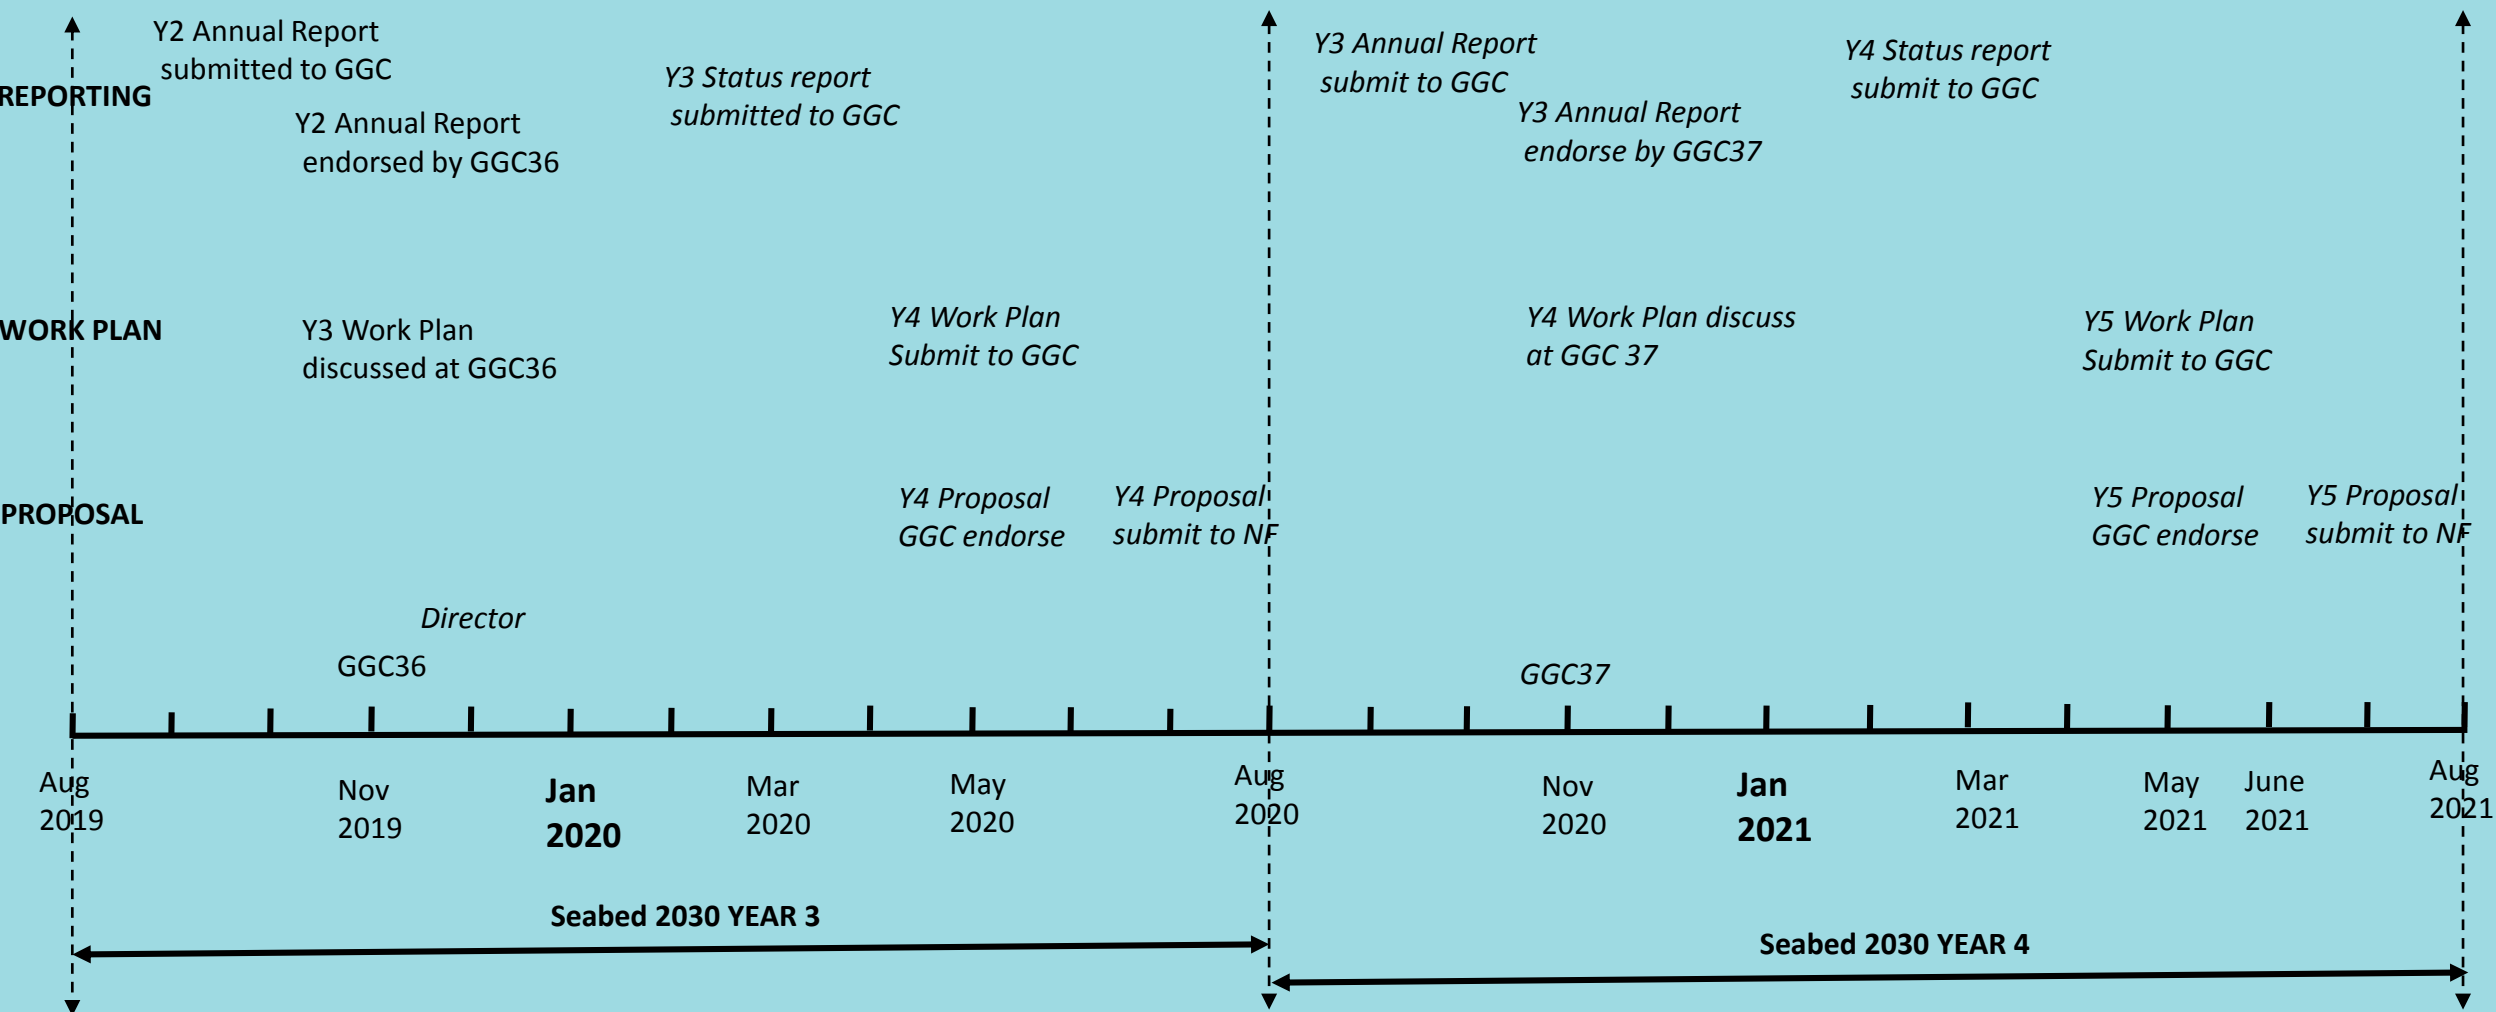 Y2 Annual Report
submitted to GGC
REPORTING
Y2 Annual Report
endorsed by GGC36
Y3 Status report
submitted to GGC
Y3 Annual Report
submit to GGC
Y3 Annual Report
endorse by GGC37
Y4 Status report
submit to GGC
WORK PLAN
Y3 Work Plan
discussed at GGC36
Y4 Work Plan
Submit to GGC
Y4 Work Plan discuss
at GGC 37
Y5 Work Plan
Submit to GGC
PROPOSAL
Y4 Proposal
GGC endorse
Y4 Proposal
submit to NF
Y5 Proposal
GGC endorse
Y5 Proposal
submit to NF
Director
GGC36
GGC37
Aug
2019
Nov
2019
Jan
2020
Mar
2020
May
2020
Aug
2020
Nov
2020
Jan
2021
Mar
2021
May
2021
June
2021
Aug
2021
Seabed 2030 YEAR 3
Seabed 2030 YEAR 4